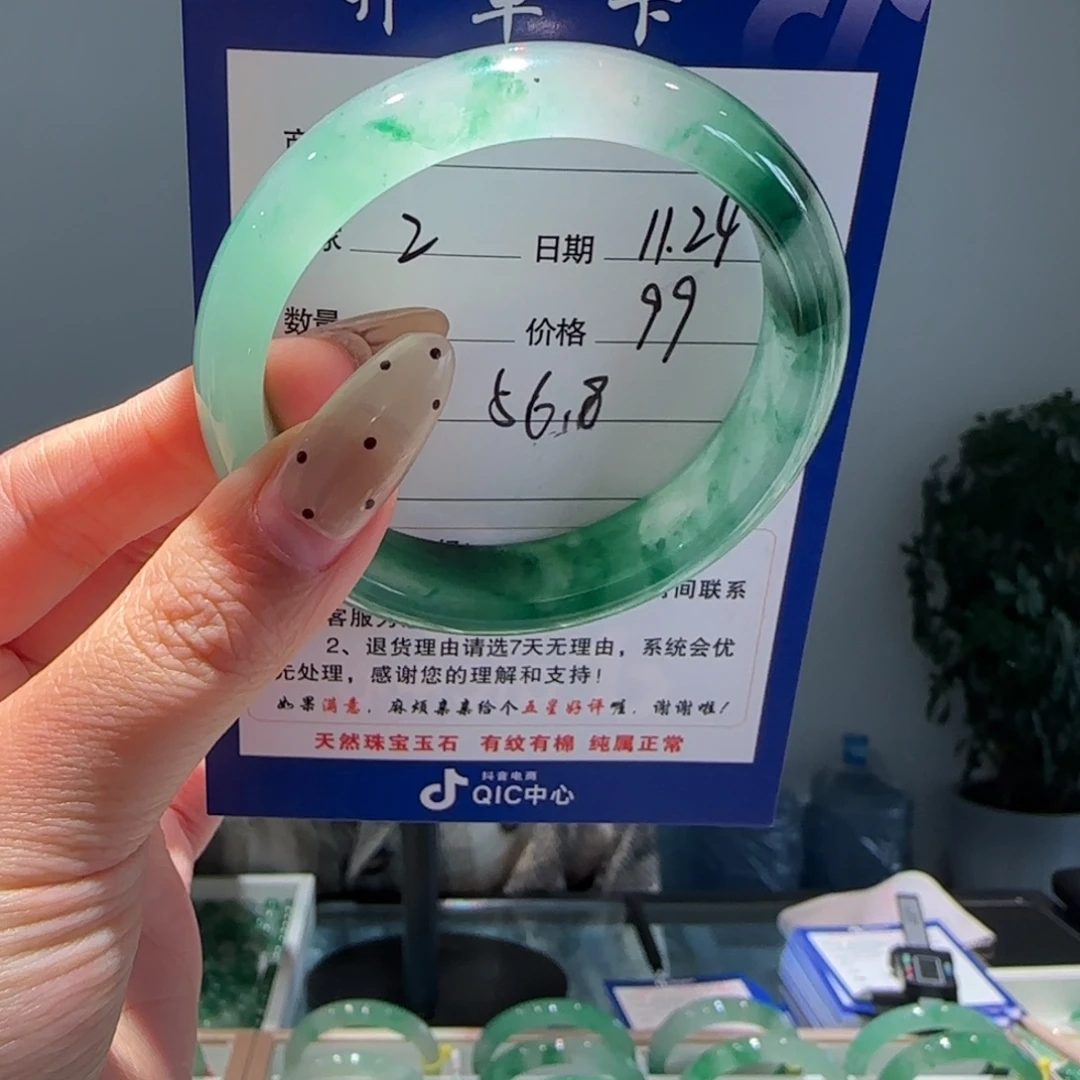 单卡
2 日期 11.24
数量 价格 99
56.8
间联系
客服
2、退货理由请选7天无理由,系统会优
先处理,感谢您的理解和支持!
如果满意,麻烦亲亲给个五星好评喔,谢谢啦!
天然珠宝玉石 有纹有棉 纯属正常
抖音电商
QIC中心